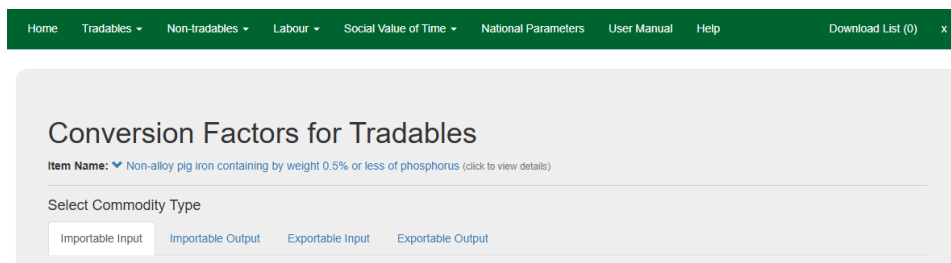 Home Tradables Non-tradables Labour Social Value of Time National Parameters User Manual Help Download List (0) x
Conversion Factors for Tradables
Item Name: Non-alloy pig iron containing by weight 0.5% or less of phosphorus (click to view details)
Select Commodity Type
Importable Input Importable Output Exportable Input Exportable Output